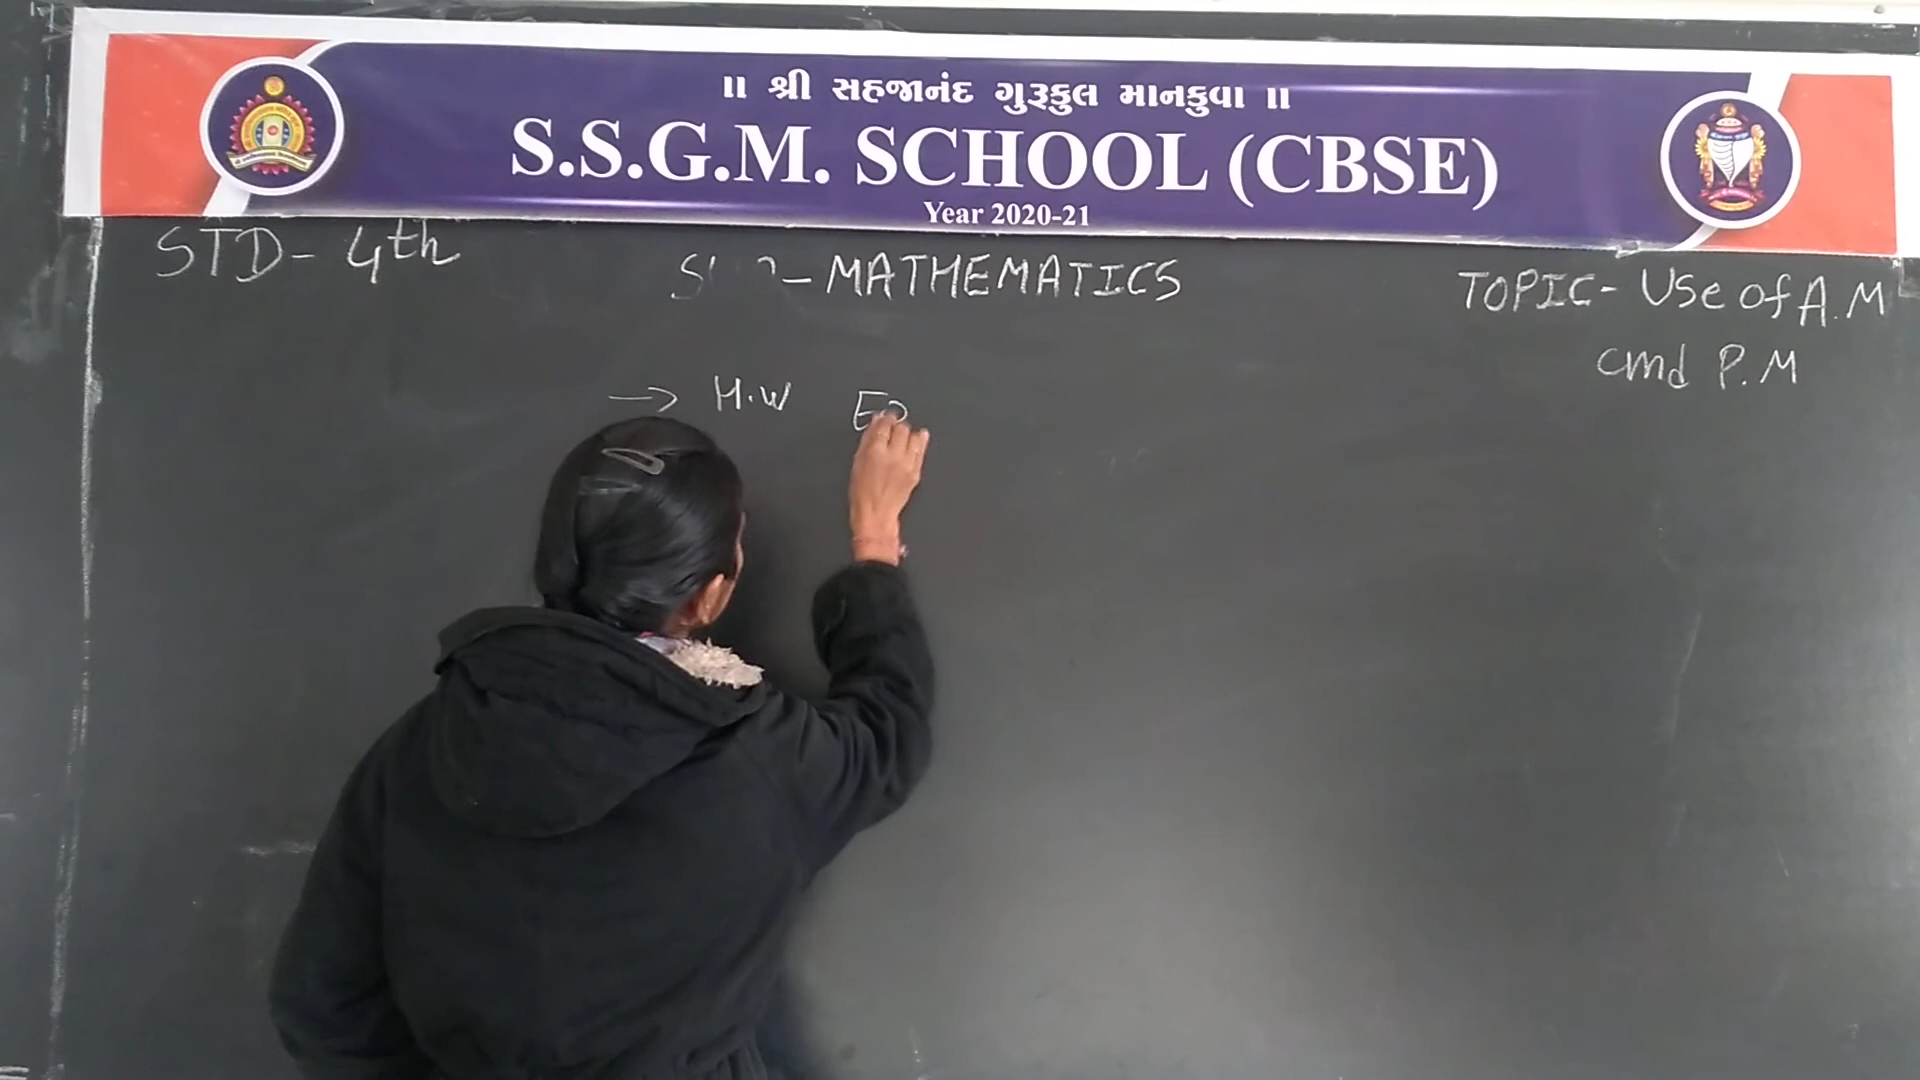 ॥ શ્રી સહજાનંદ ગુરૂકુલ માનકુવા ॥
S.S.G.M. SCHOOL (CBSE)
Year 2020-21
STD- 4th
- MATHEMATICS
TOPIC- Use of A.M
and P.M
→ H.W